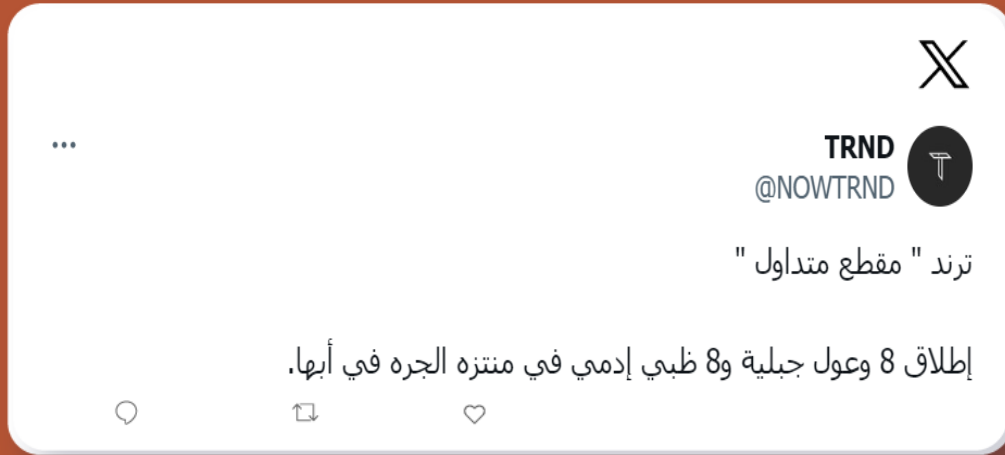 TRND
@NOWTRND
ترند " مقطع متداول "
إطلاق 8 وعول جبلية و8 ظبي إدمي في منتزه الجره في أبها.